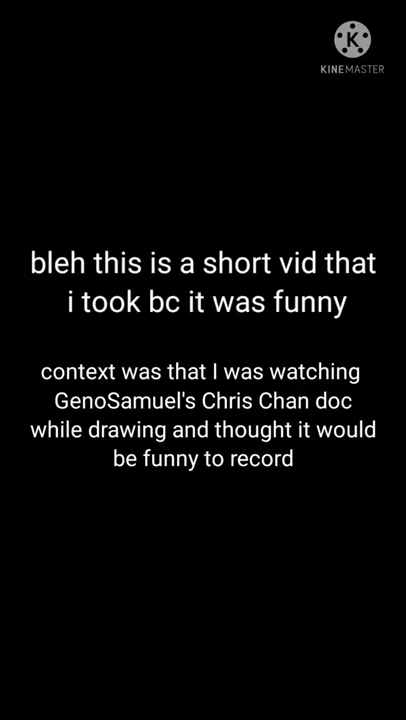 KINEMASTER
bleh this is a short vid that
i took bc it was funny
context was that I was watching
GenoSamuel's Chris Chan doc
while drawing and thought it would
be funny to record